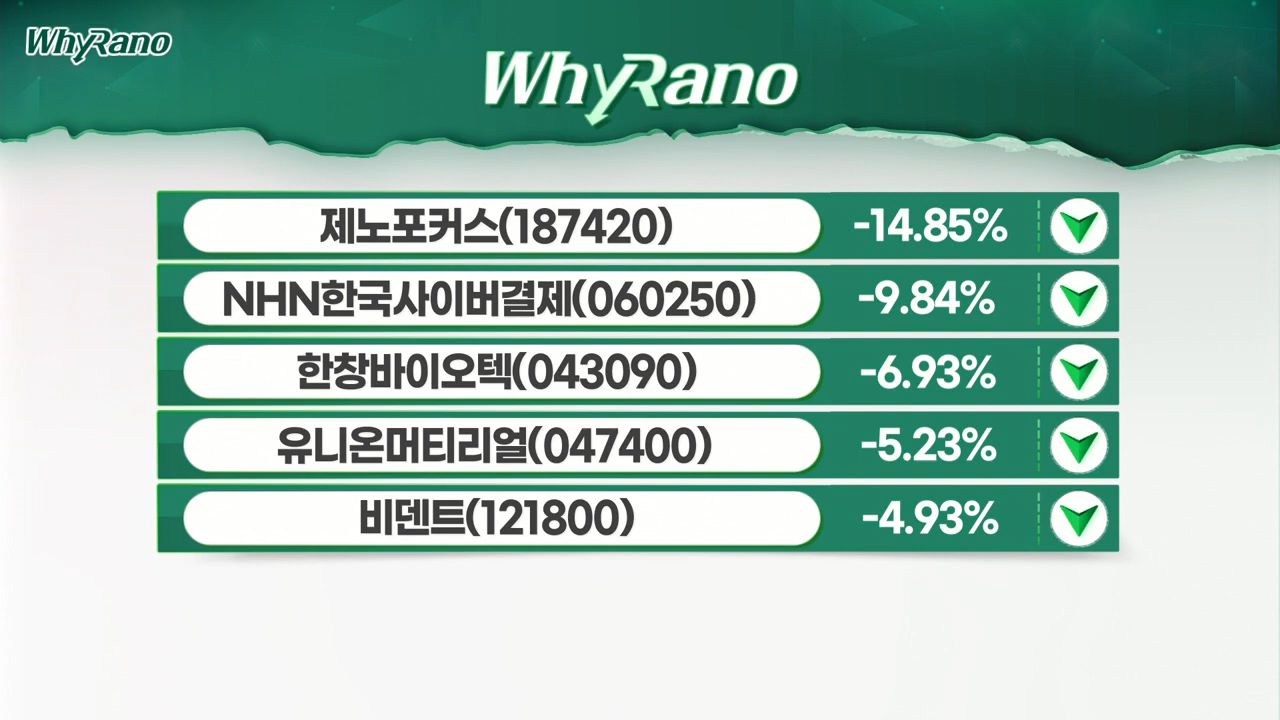 WhyRano
WhyRano
제노포커스(187420) -14.85%
NHN한국사이버결제(060250) -9.84%
한창바이오텍(043090) -6.93%
유니온머티리얼(047400) -5.23%
비덴트(121800) -4.93%